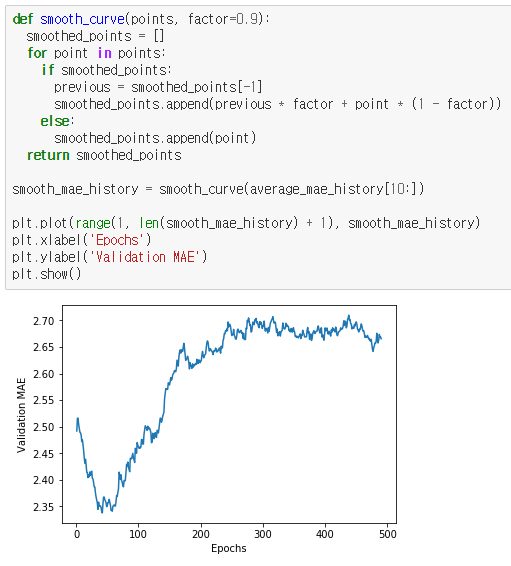 def smooth_curve(points, factor=0.9):
  smoothed_points = []
  for point in points:
    if smoothed_points:
      previous = smoothed_points[-1]
      smoothed_points.append(previous * factor + point * (1 - factor))
    else:
      smoothed_points.append(point)
  return smoothed_points

smooth_mae_history = smooth_curve(average_mae_history[10:])

plt.plot(range(1, len(smooth_mae_history) + 1), smooth_mae_history)
plt.xlabel('Epochs')
plt.ylabel('Validation MAE')
plt.show()
2.70
2.65
2.60
2.55
2.50
2.45
2.40
2.35
Validation MAE
0 100 200 300 400 500
Epochs